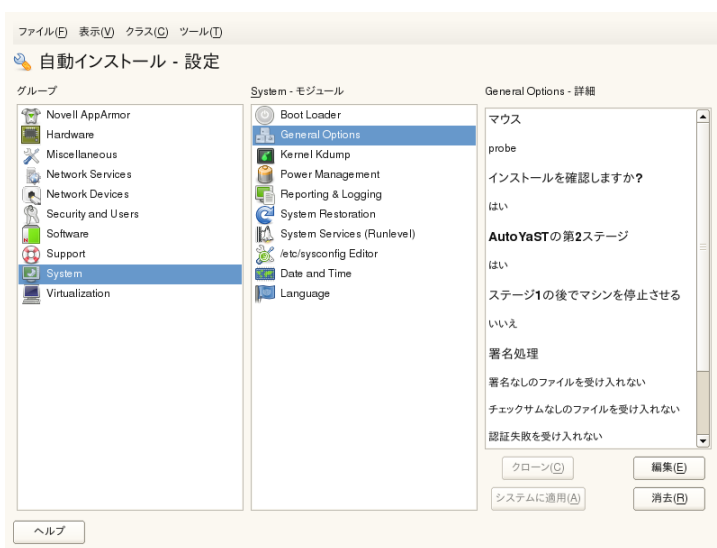 ファイル(F) 表示(V) クラス(C) ツール(T)
自動インストール - 設定
グループ
Novell AppArmor
Hardware
Miscellaneous
Network Services
Network Devices
Security and Users
Software
Support
System
Virtualization
System - モジュール
Boot Loader
General Options
Kernel Kdump
Power Management
Reporting & Logging
System Restoration
System Services (Runlevel)
/etc/sysconfig Editor
Date and Time
Language
General Options - 詳細
マウス
probe
インストールを確認しますか?
はい
AutoYaSTの第2ステージ
はい
ステージ1の後でマシンを停止させる
いいえ
署名処理
署名なしのファイルを受け入れない
チェックサムなしのファイルを受け入れない
認証失敗を受け入れない
クローン(C) 編集(E)
システムに適用(A) 消去(R)
ヘルプ